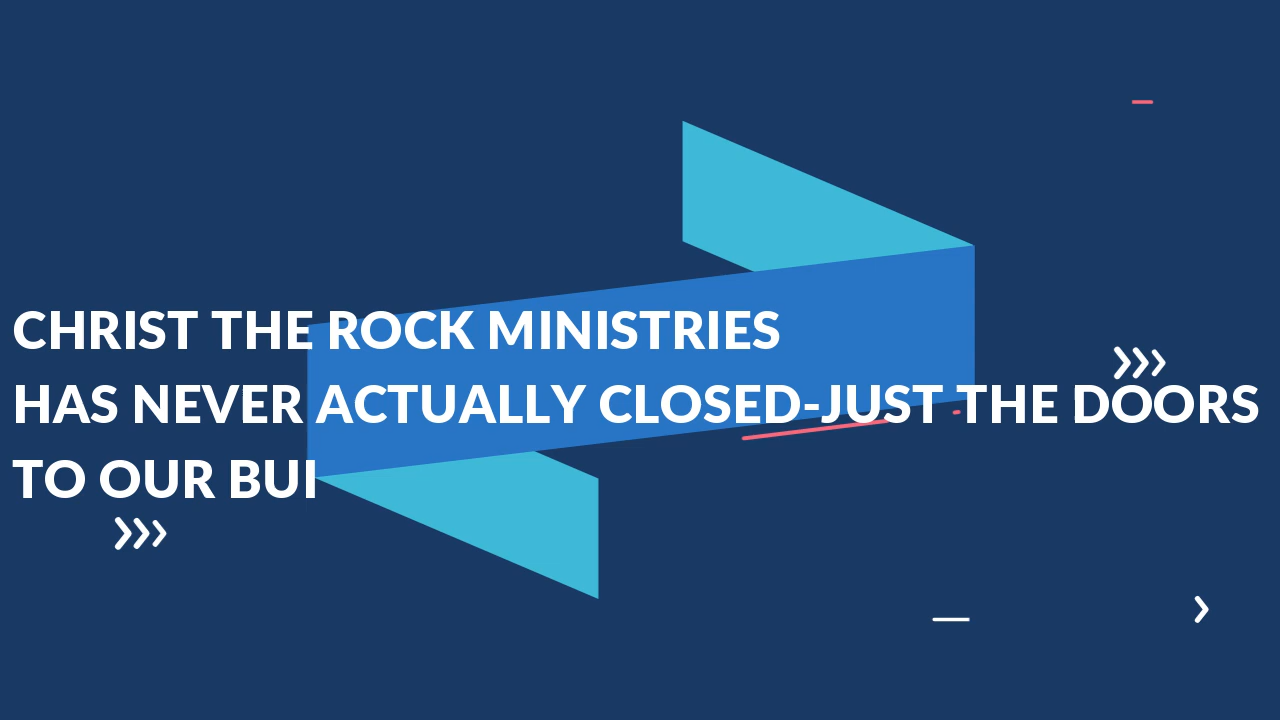 CHRIST THE ROCK MINISTRIES
HAS NEVER ACTUALLY CLOSED-JUST THE DOORS
TO OUR BUI